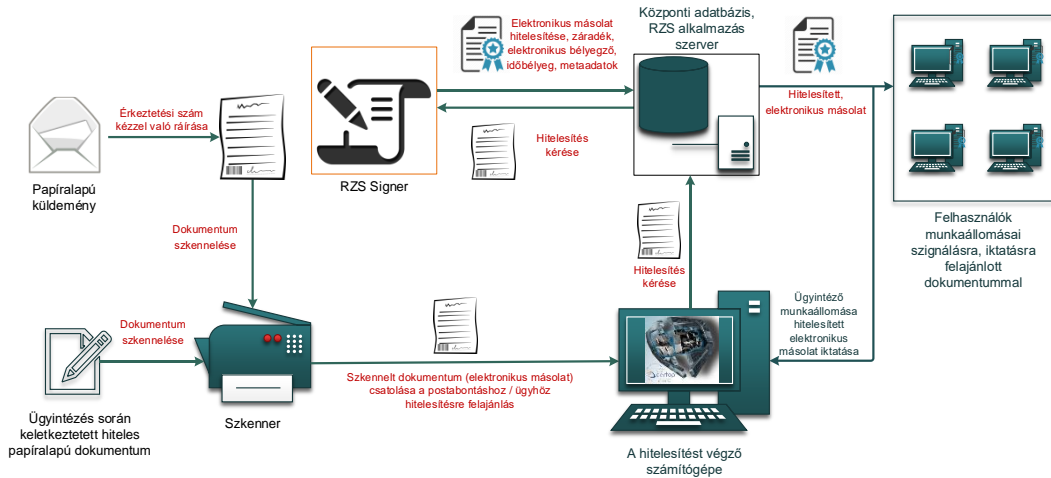 Elektronikus másolat
hitelesítése, záradék,
elektronikus bélyegző,
időbélyeg, metaadatok
Központi adatbázis,
RZS alkalmazás
szerver
Érkeztetési szám
kézzel való ráírása
Hitelesített,
elektronikus másolat
Hitelesítés
kérése
Papíralapú
küldemény
RZS Signer
Felhasználók
munkaállomásai
szignálásra, iktatásra
felajánlott
dokumentummal
Dokumentum
szkennelése
Hitelesítés
kérése
Ügyintéző
munkaállomása
hitelesített
elektronikus
másolat iktatása
Dokumentum
szkennelése
Szkennelt dokumentum (elektronikus másolat)
csatolása a postabontáshoz / ügyhöz
hitelesítésre felajánlás
Ügyintézés során
keletkeztetett hiteles
papíralapú dokumentum
Szkenner
A hitelesítést végző
számítógépe